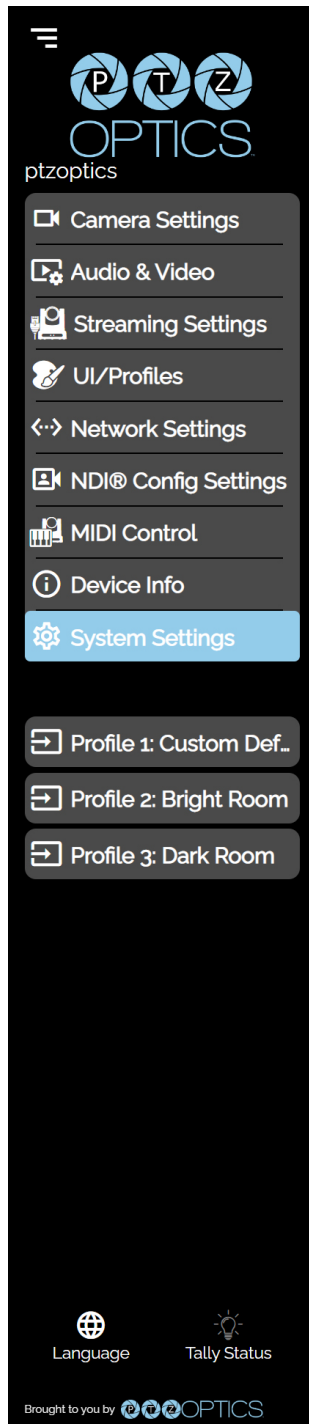 PTZ
OPTICS
ptzoptics
Camera Settings
Audio & Video
Streaming Settings
UI/Profiles
Network Settings
NDI® Config Settings
MIDI Control
Device Info
System Settings
Profile 1: Custom Def...
Profile 2: Bright Room
Profile 3: Dark Room
Language Tally Status
Brought to you by PTZOPTICS